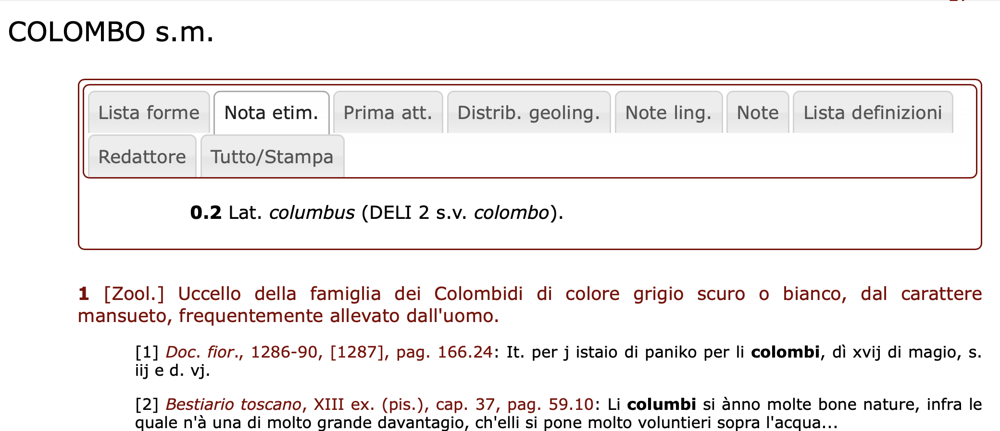 COLOMBO s.m.
Lista forme Nota etim. Prima att. Distrib. geoling. Note ling. Note Lista definizioni
Redattore Tutto/Stampa
0.2 Lat. columbus (DELI 2 s.v. colombo).
1 [Zool.] Uccello della famiglia dei Colombidi di colore grigio scuro o bianco, dal carattere
mansueto, frequentemente allevato dall'uomo.
[1] Doc. fior., 1286-90, [1287], pag. 166.24: It. per j istaio di paniko per li colombi, dì xvij di magio, s.
iij e d. vj.
[2] Bestiario toscano, XIII ex. (pis.), cap. 37, pag. 59.10: Li columbi si ànno molte bone nature, infra le
quale n'à una di molto grande davantagio, ch'elli si pone molto voluntieri sopra l'acqua...